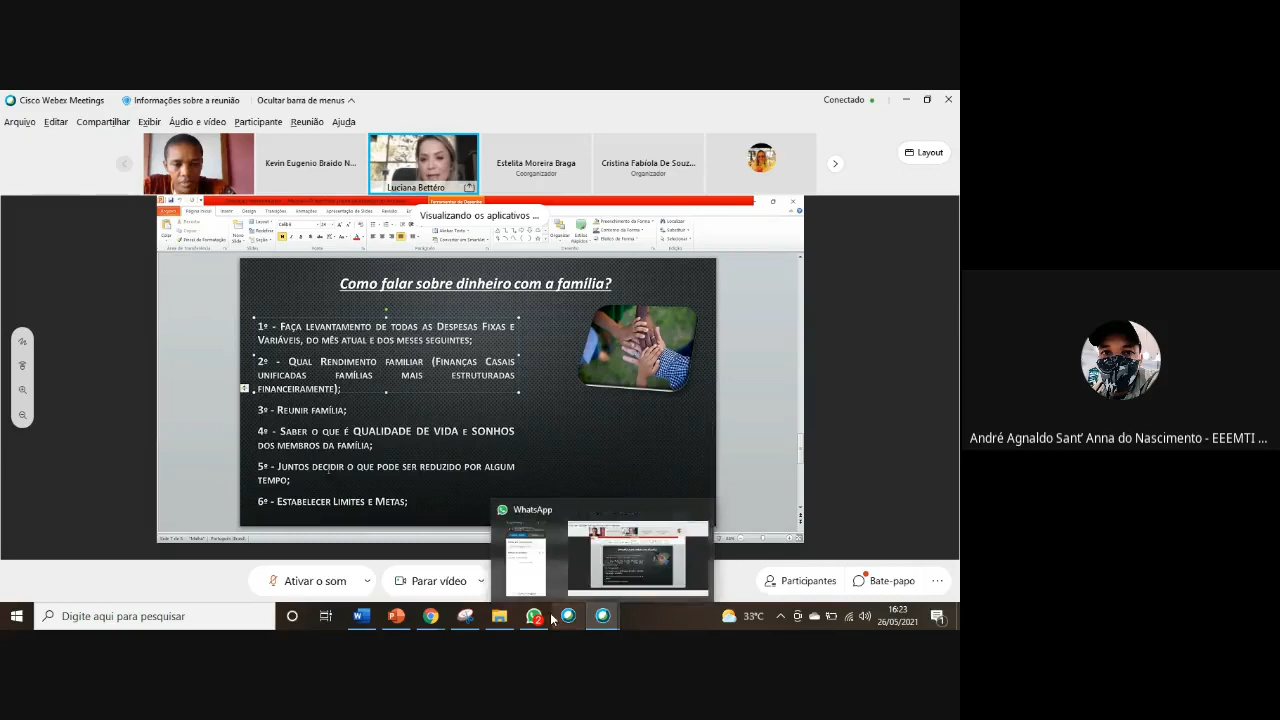 Cisco Webex Meetings
Informações sobre a reunião
Ocultar barra de menus
Conectado
Arquivo Editar Compartilhar Exibir Áudio e vídeo Participante Reunião Ajuda
Kevin Eugenio Braido N...
Luciana Bettéro
Estelita Moreira Braga
Coorganizador
Cristina Fabíola De Souz...
Organizador
Layout
Visualizando os aplicativos ...
Como falar sobre dinheiro com a família?
1º - Faça levantamento de todas as Despesas Fixas e
Variáveis, do mês atual e dos meses seguintes;
2º - Qual Rendimento familiar (Finanças Casais
unificadas famílias mais estruturadas
financeiramente);
3º - Reunir família;
4º - Saber o que é QUALIDADE DE VIDA e SONHOS
dos membros da família;
5º - Juntos decidir o que pode ser reduzido por algum
tempo;
6º - Estabelecer Limites e Metas;
WhatsApp
Ativar o som
Parar vídeo
Participantes
Bate-papo
Digite aqui para pesquisar
2
33°C
16:23
26/05/2021
1
André Agnaldo Sant' Anna do Nascimento - EEEMTI ...